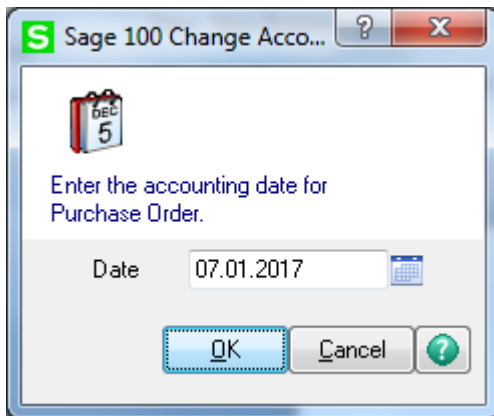 S Sage 100 Change Acco...
DEC
5
Enter the accounting date for
Purchase Order.
Date 07.01.2017
OK Cancel